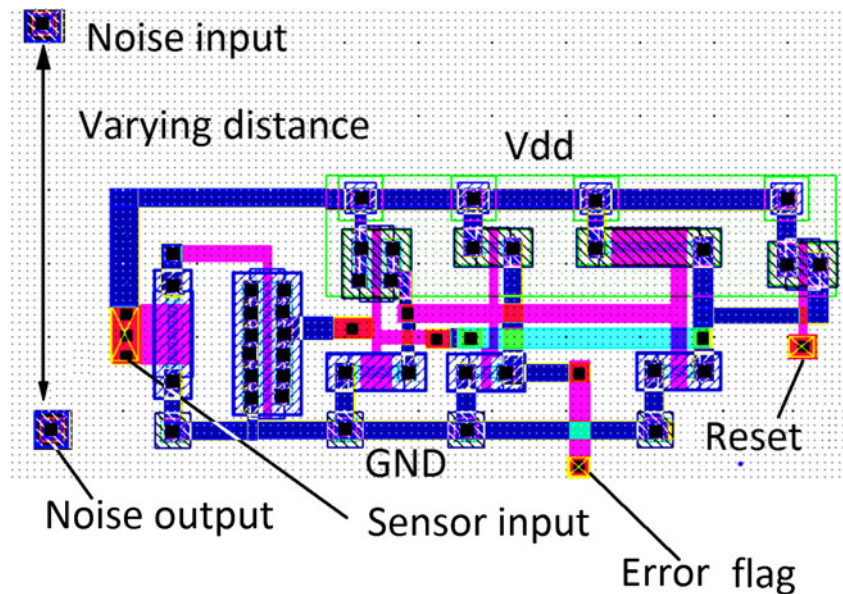 Noise input
Varying distance
Vdd
GND
Reset
Noise output
Sensor input
Error flag